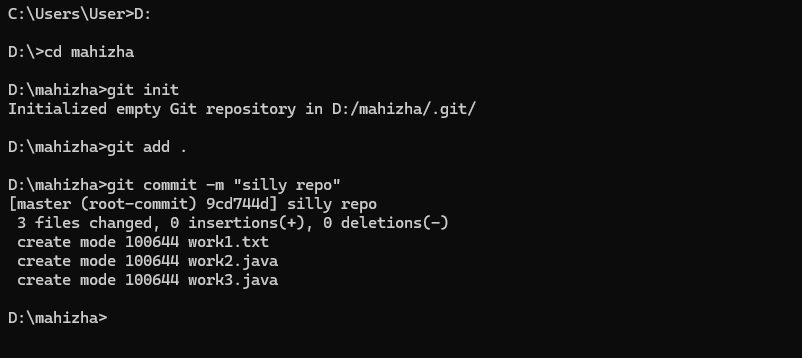 C:\Users\User>D:
D:\>cd mahizha
D:\mahizha>git init
Initialized empty Git repository in D:/mahizha/.git/
D:\mahizha>git add .
D:\mahizha>git commit -m "silly repo"
[master (root-commit) 9cd744d] silly repo
 3 files changed, 0 insertions(+), 0 deletions(-)
 create mode 100644 work1.txt
 create mode 100644 work2.java
 create mode 100644 work3.java
D:\mahizha>